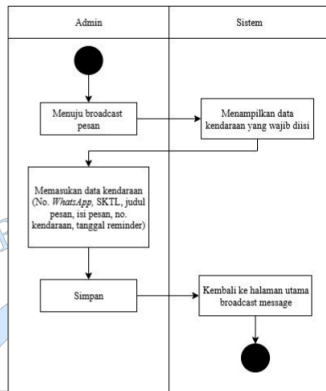 Admin
Sistem
Menuju broadcast
pesan
Menampilkan data
kendaraan yang wajib diisi
Memasukan data kendaraan
(No. WhatsApp, SKTL, judul
pesan, isi pesan, no.
kendaraan, tanggal reminder)
Simpan
Kembali ke halaman utama
broadcast message